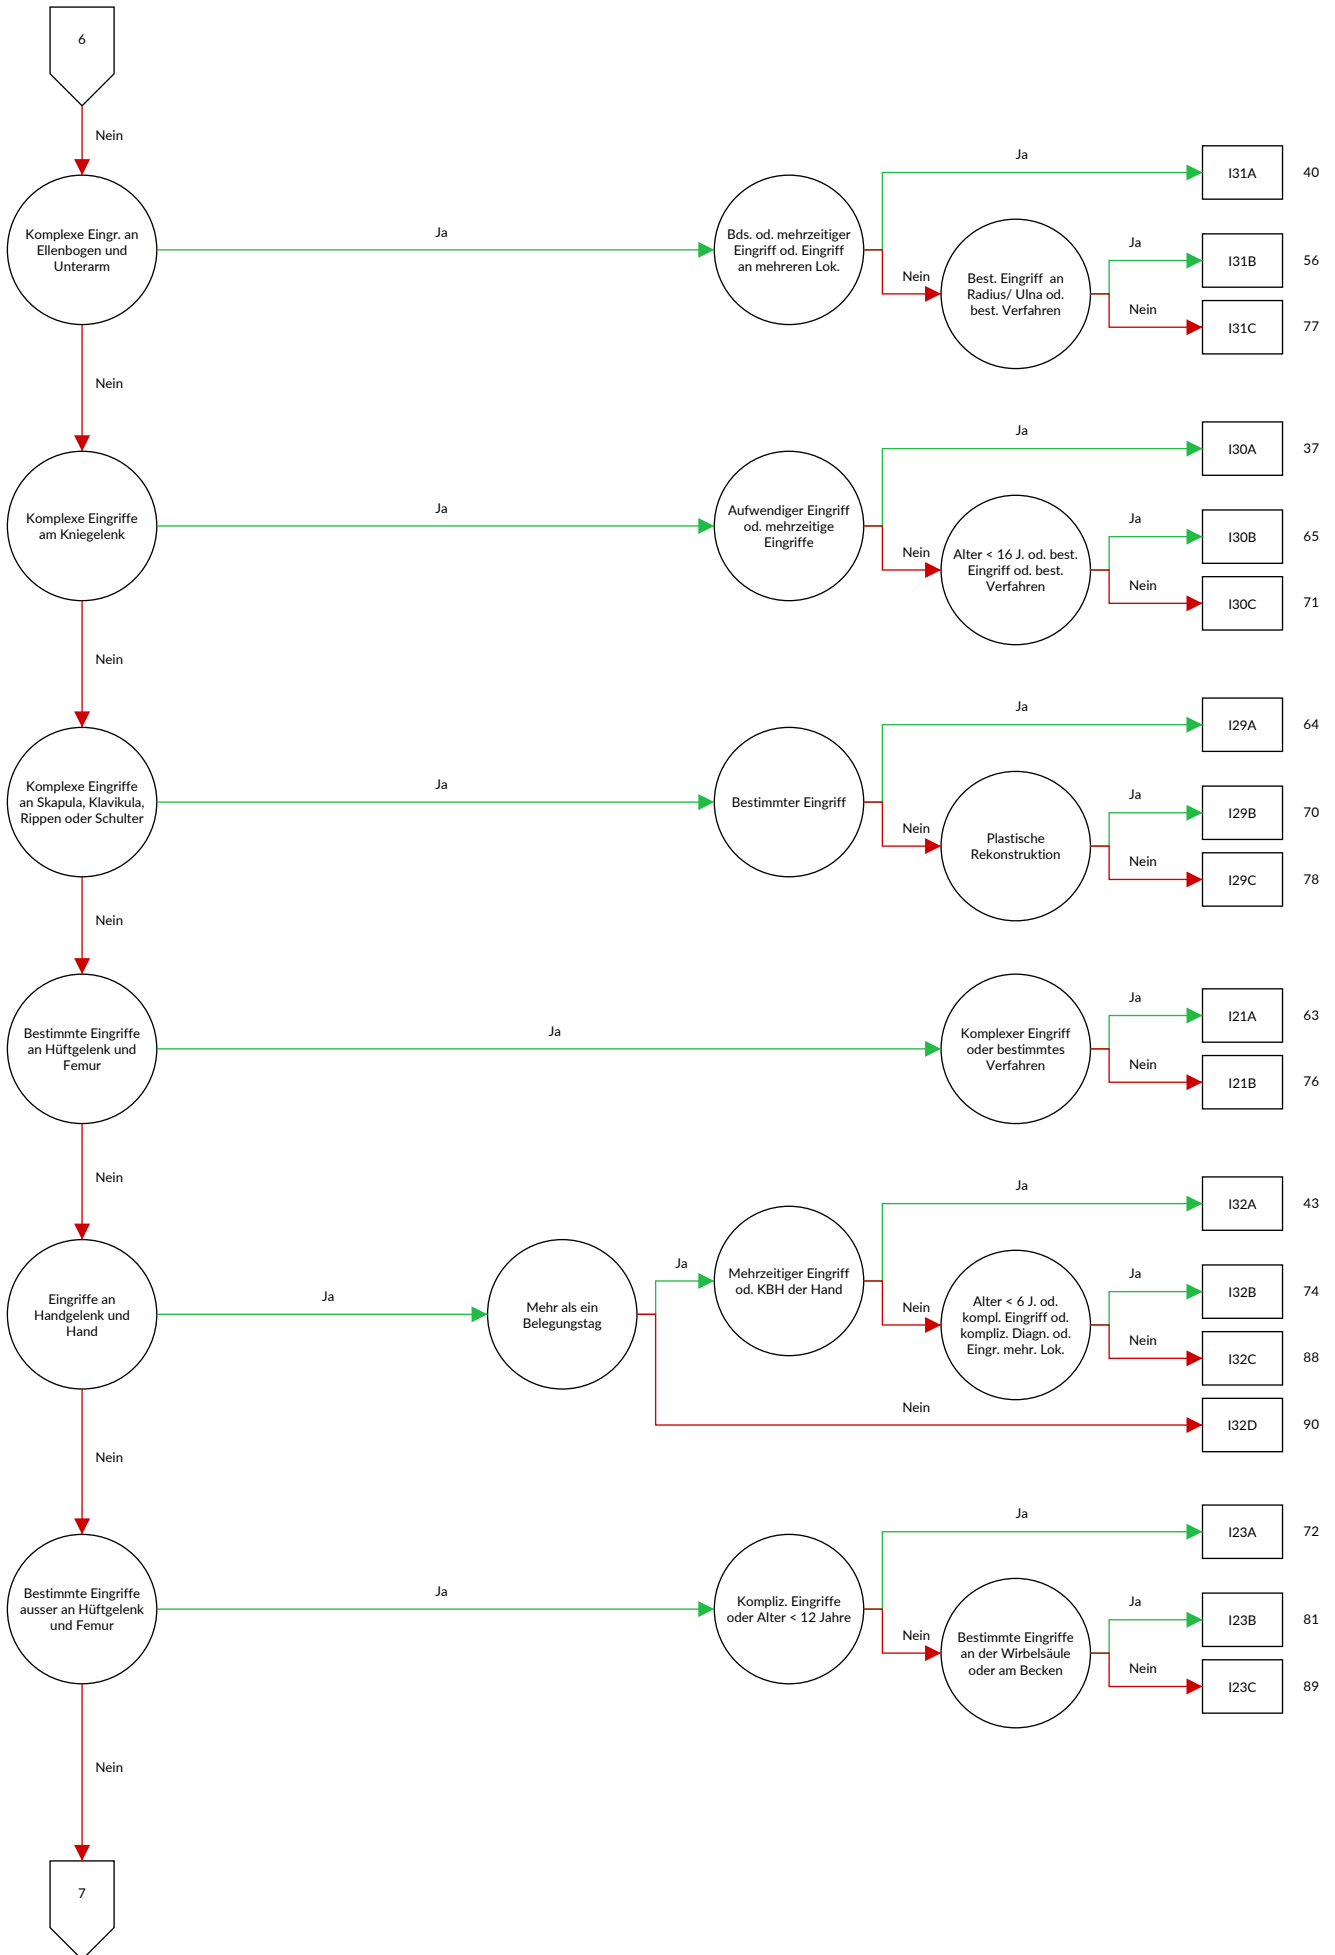 6
Nein
Komplexe Eingr. an
Ellenbogen und
Unterarm
Ja
Bds. od. mehrzeitiger
Eingriff od. Eingriff
an mehreren Lok.
Ja
I31A
40
Nein
Best. Eingriff an
Radius/ Ulna od.
best. Verfahren
Ja
I31B
56
Nein
I31C
77
Nein
Komplexe Eingriffe
am Kniegelenk
Ja
Aufwendiger Eingriff
od. mehrzeitige
Eingriffe
Ja
I30A
37
Nein
Alter < 16 J. od. best.
Eingriff od. best.
Verfahren
Ja
I30B
65
Nein
I30C
71
Nein
Komplexe Eingriffe
an Skapula, Klavikula,
Rippen oder Schulter
Ja
Bestimmter Eingriff
Ja
I29A
64
Nein
Plastische
Rekonstruktion
Ja
I29B
70
Nein
I29C
78
Nein
Bestimmte Eingriffe
an Hüftgelenk und
Femur
Ja
Komplexer Eingriff
oder bestimmtes
Verfahren
Ja
I21A
63
Nein
I21B
76
Nein
Eingriffe an
Handgelenk und
Hand
Ja
Mehr als ein
Belegungstag
Ja
Mehrzeitiger Eingriff
od. KBH der Hand
Ja
I32A
43
Nein
Alter < 6 J. od.
kompl. Eingriff od.
kompliz. Diagn. od.
Eingr. mehr. Lok.
Ja
I32B
74
Nein
I32C
88
Nein
I32D
90
Nein
Bestimmte Eingriffe
ausser an Hüftgelenk
und Femur
Ja
Kompliz. Eingriffe
oder Alter < 12 Jahre
Ja
I23A
72
Nein
Bestimmte Eingriffe
an der Wirbelsäule
oder am Becken
Ja
I23B
81
Nein
I23C
89
Nein
7